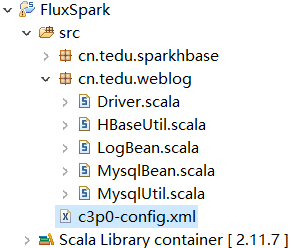 FluxSpark
src
cn.tedu.sparkhbase
cn.tedu.weblog
Driver.scala
HBaseUtil.scala
LogBean.scala
MysqlBean.scala
MysqlUtil.scala
c3p0-config.xml
Scala Library container [ 2.11.7 ]